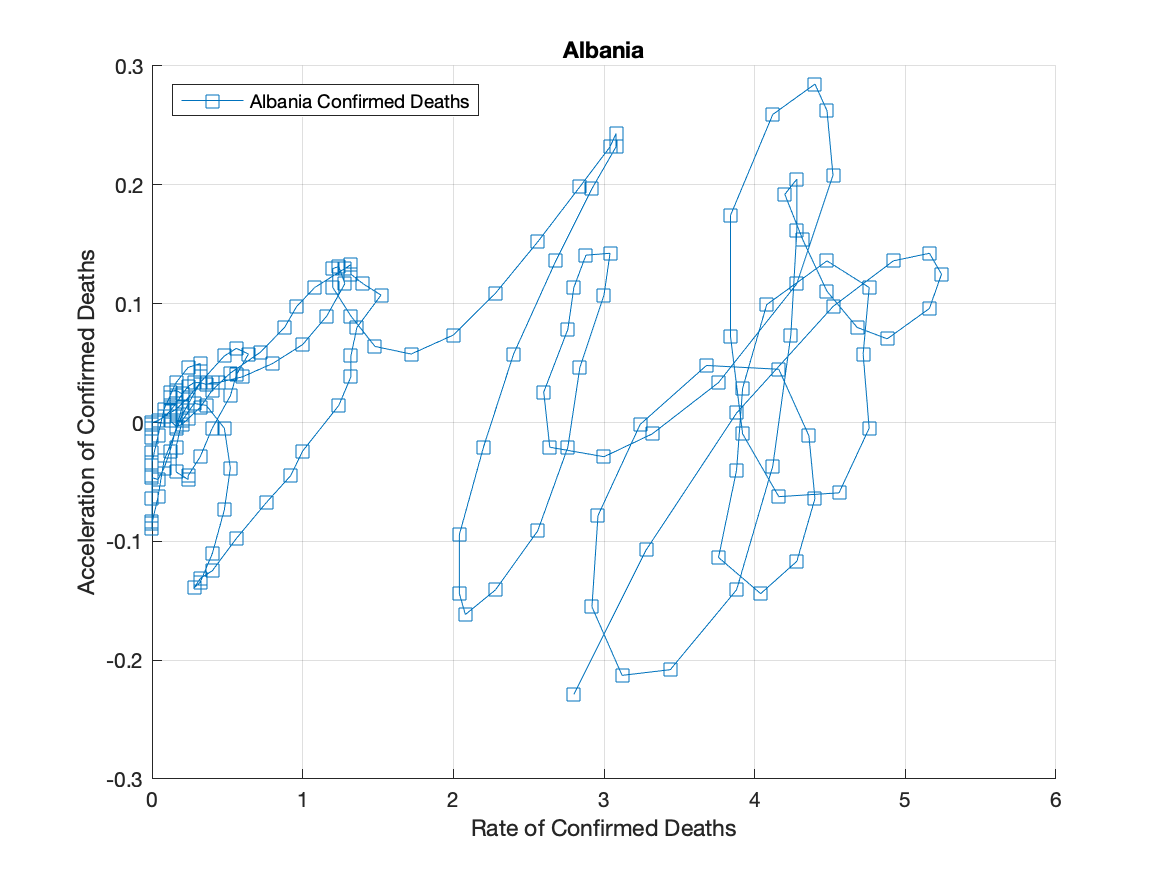 Albania
0.3
Albania Confirmed Deaths
0.2
0.1
0
-0.1
-0.2
-0.3
Acceleration of Confirmed Deaths
0 1 2 3 4 5 6
Rate of Confirmed Deaths